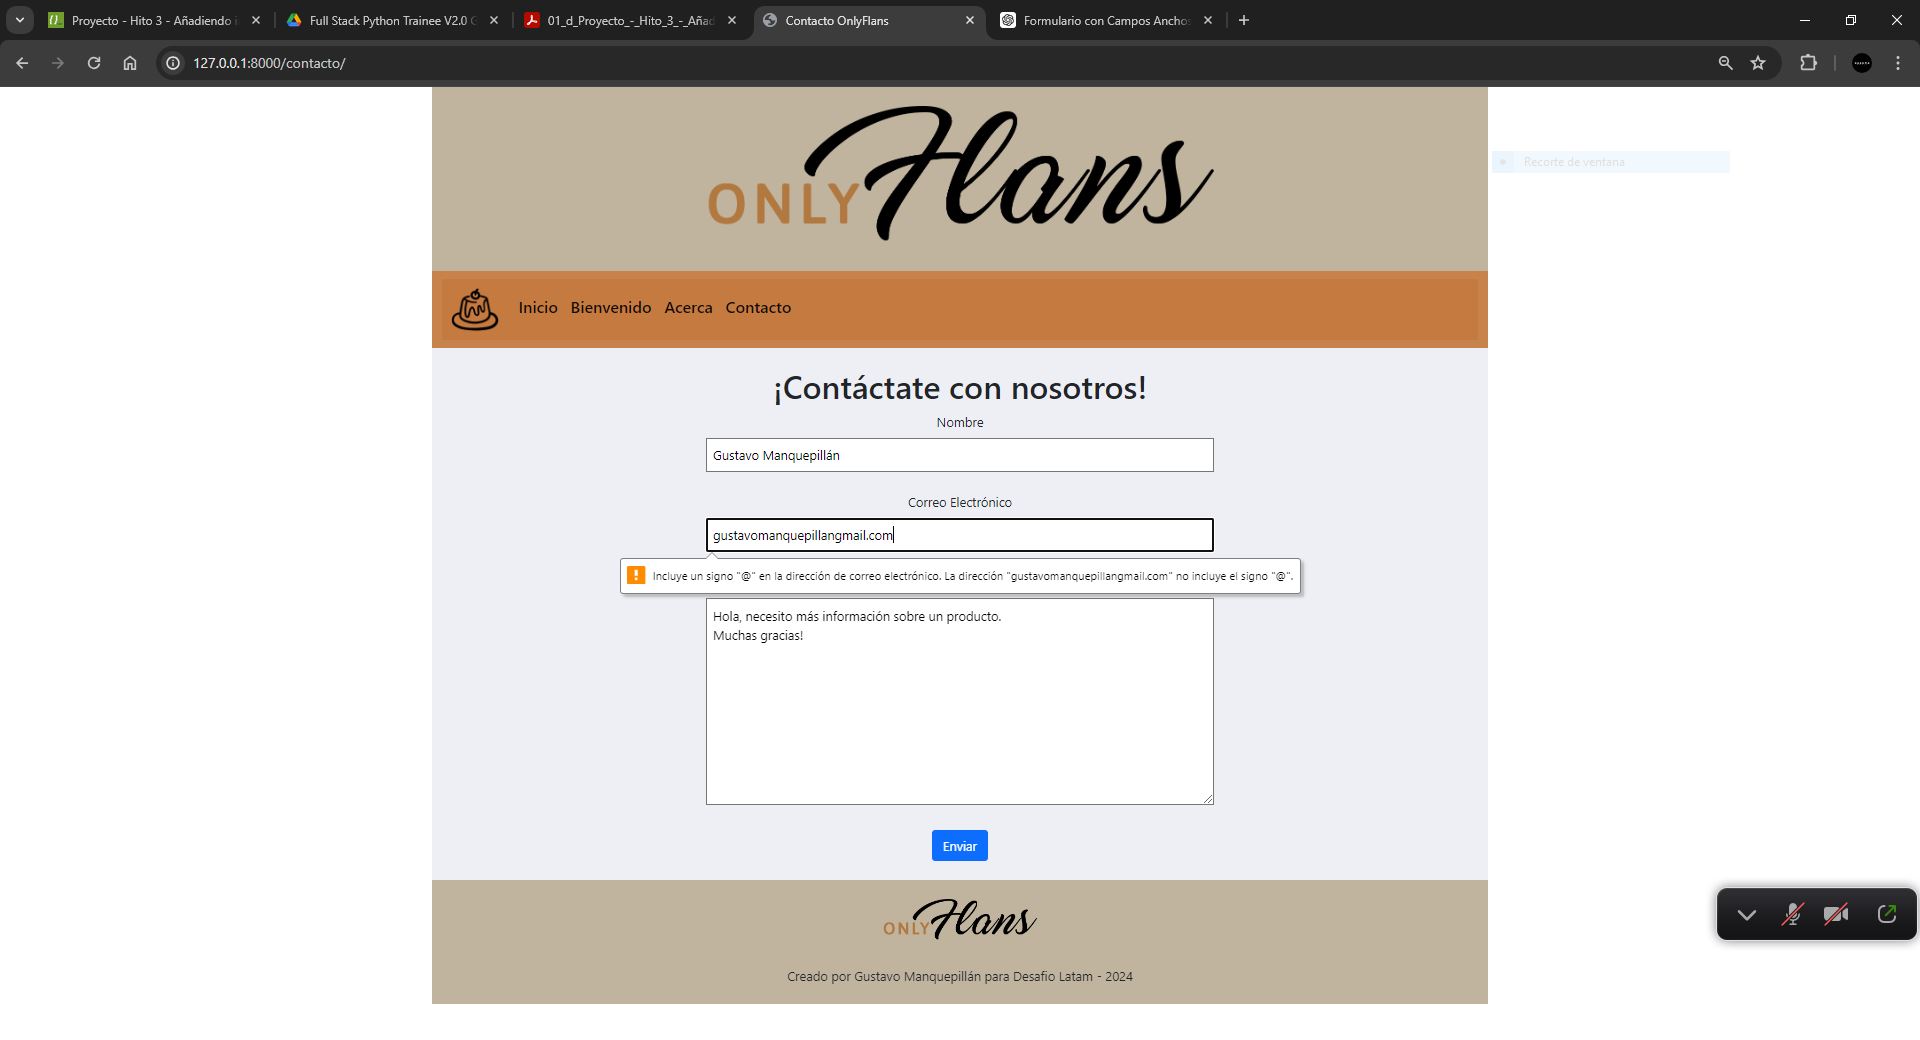 Proyecto - Hito 3 - Añadiendo i
Full Stack Python Trainee V2.0 G
01_d_Proyecto_-_Hito_3_-_Añad
Contacto OnlyFlans
Formulario con Campos Anchos
127.0.0.1:8000/contacto/
ONLY Flans
Recorte de ventana
Inicio Bienvenido Acerca Contacto
¡Contáctate con nosotros!
Nombre
Gustavo Manquepillán
Correo Electrónico
gustavomanquepillangmail.com
Incluye un signo "@" en la dirección de correo electrónico. La dirección "gustavomanquepillangmail.com" no incluye el signo "@".
Hola, necesito más información sobre un producto.
Muchas gracias!
Enviar
ONLY Flans
Creado por Gustavo Manquepillán para Desafio Latam - 2024